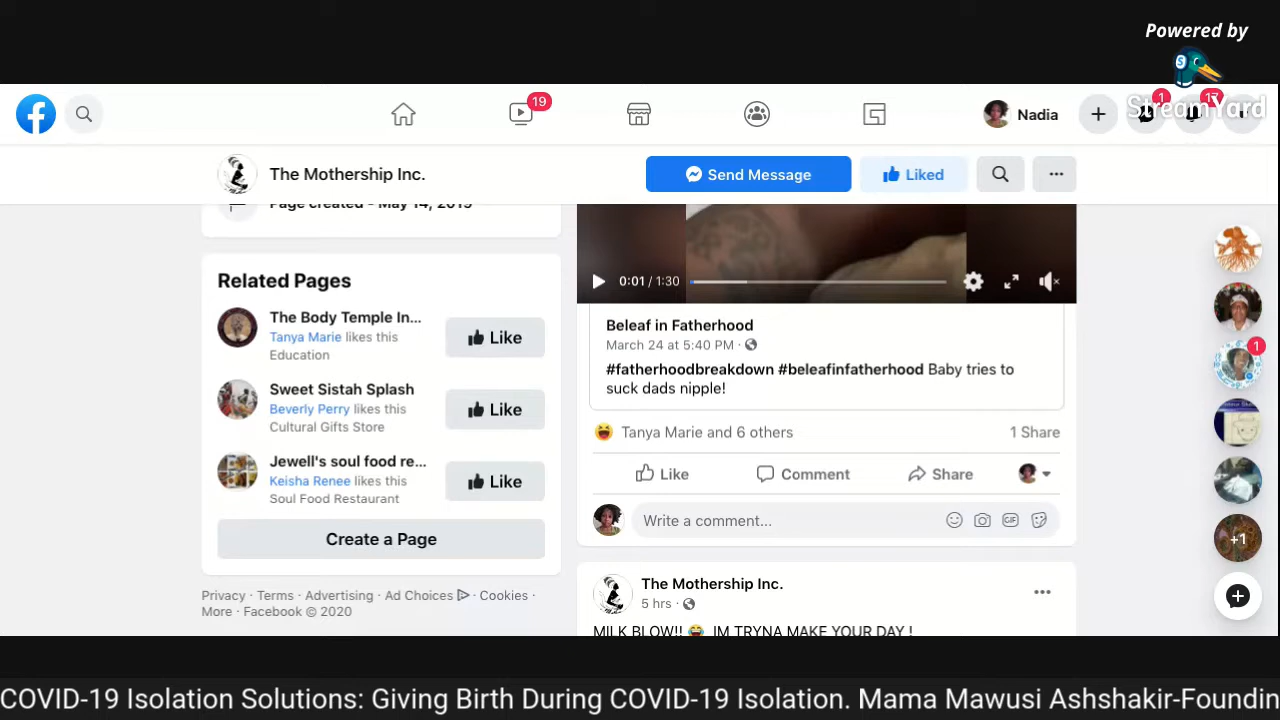 Powered by
StreamYard
19
Nadia
1
17
The Mothership Inc.
Send Message
Liked
Page created - May 14, 2019
Related Pages
The Body Temple In...
Tanya Marie likes this
Education
Like
Sweet Sistah Splash
Beverly Perry likes this
Cultural Gifts Store
Like
Jewell's soul food re...
Keisha Renee likes this
Soul Food Restaurant
Like
Create a Page
Privacy · Terms · Advertising · Ad Choices · Cookies ·
More · Facebook © 2020
0:01 / 1:30
Beleaf in Fatherhood
March 24 at 5:40 PM ·
#fatherhoodbreakdown #beleafinfatherhood Baby tries to
suck dads nipple!
Tanya Marie and 6 others
1 Share
Like
Comment
Share
Write a comment...
GIF
The Mothership Inc.
5 hrs ·
MILK BLOW!! 😂 IM TRYNA MAKE YOUR DAY !
1
+1
COVID-19 Isolation Solutions: Giving Birth During COVID-19 Isolation. Mama Mawusi Ashshakir-Foundin